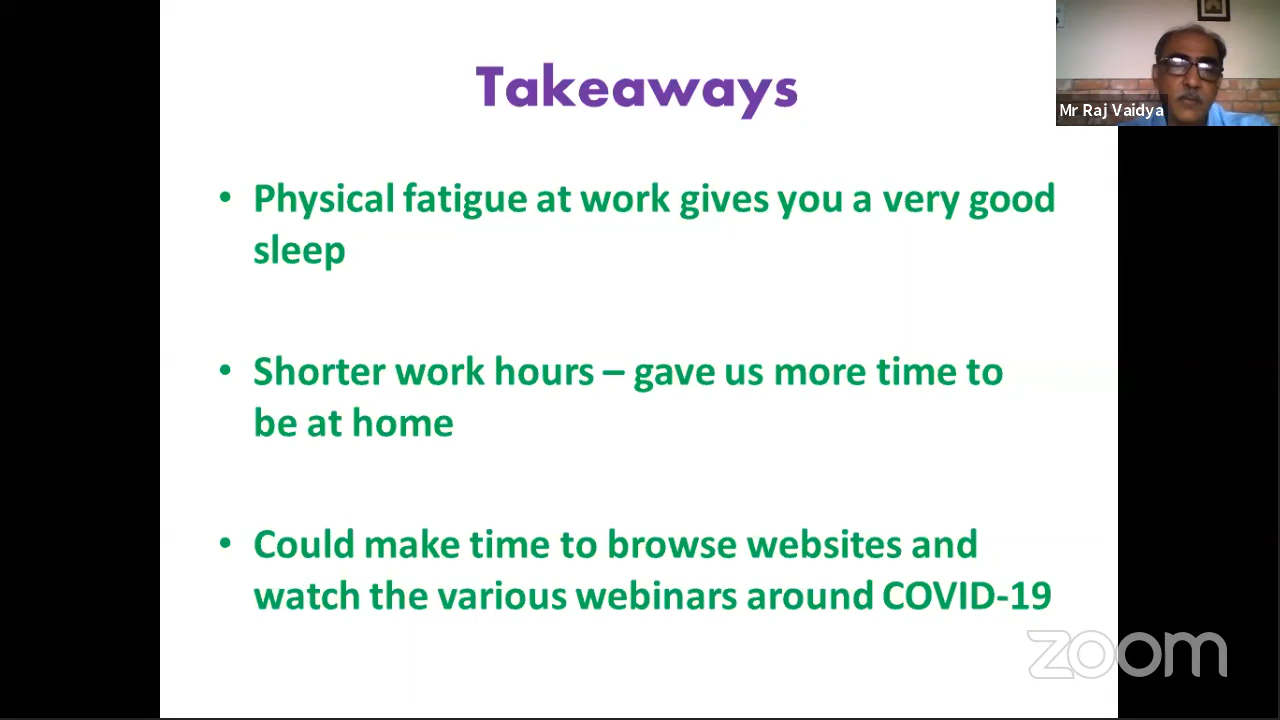 Takeaways
Mr Raj Vaidya
• Physical fatigue at work gives you a very good
sleep
• Shorter work hours – gave us more time to
be at home
• Could make time to browse websites and
watch the various webinars around COVID-19
zoom